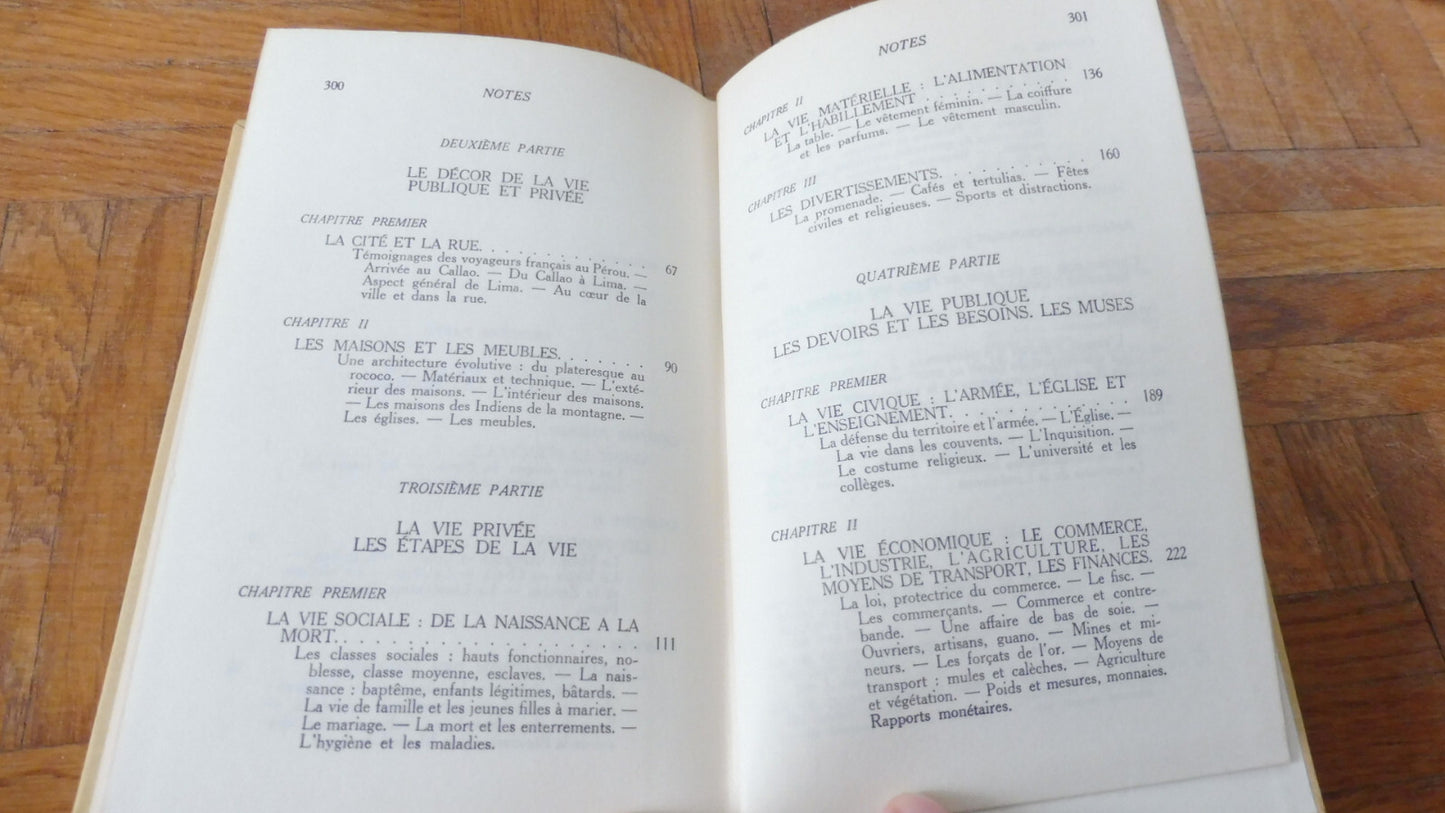 300
NOTES
DEUXIÈME PARTIE
LE DÉCOR DE LA VIE
PUBLIQUE ET PRIVÉE
CHAPITRE PREMIER
LA CITÉ ET LA RUE. . . . . . . . . . . . . 67
Témoignages des voyageurs français au Pérou. —
Arrivée au Callao. — Du Callao à Lima. —
Aspect général de Lima. — Au cœur de la
ville et dans la rue.
CHAPITRE II
LES MAISONS ET LES MEUBLES. . . . . . . 90
Une architecture évolutive : du plateresque au
rococo. — Matériaux et technique. — L'exté-
rieur des maisons. — L'intérieur des maisons.
— Les maisons des Indiens de la montagne. —
Les églises. — Les meubles.
TROISIÈME PARTIE
LA VIE PRIVÉE
LES ÉTAPES DE LA VIE
CHAPITRE PREMIER
LA VIE SOCIALE : DE LA NAISSANCE A LA
MORT. . . . . . . . . . . . . . . . . . . 111
Les classes sociales : hauts fonctionnaires, no-
blesse, classe moyenne, esclaves. — La nais-
sance : baptême, enfants légitimes, bâtards. —
La vie de famille et les jeunes filles à marier. —
Le mariage. — La mort et les enterrements. —
L'hygiène et les maladies.
301
NOTES
CHAPITRE II
LA VIE MATÉRIELLE : L'ALIMENTATION
ET L'HABILLEMENT . . . . . . . . . . . 136
La table. — Le vêtement féminin. — La coiffure
et les parfums. — Le vêtement masculin.
CHAPITRE III
LES DIVERTISSEMENTS. . . . . . . . . . . 160
La promenade. — Cafés et tertulias. — Fêtes
civiles et religieuses. — Sports et distractions.
QUATRIÈME PARTIE
LA VIE PUBLIQUE
LES DEVOIRS ET LES BESOINS. LES MUSES
CHAPITRE PREMIER
LA VIE CIVIQUE : L'ARMÉE, L'ÉGLISE ET
L'ENSEIGNEMENT. . . . . . . . . . . . . 189
La défense du territoire et l'armée. — L'Église. —
La vie dans les couvents. — L'Inquisition. —
Le costume religieux. — L'université et les
collèges.
CHAPITRE II
LA VIE ÉCONOMIQUE : LE COMMERCE,
L'INDUSTRIE, L'AGRICULTURE, LES
MOYENS DE TRANSPORT, LES FINANCES. 222
La loi, protectrice du commerce. — Le fisc. —
Les commerçants. — Commerce et contre-
bande. — Une affaire de bas de soie. —
Ouvriers, artisans, guano. — Mines et mi-
neurs. — Les forçats de l'or. — Moyens de
transport : mules et calèches. — Agriculture
et végétation. — Poids et mesures, monnaies.
Rapports monétaires.